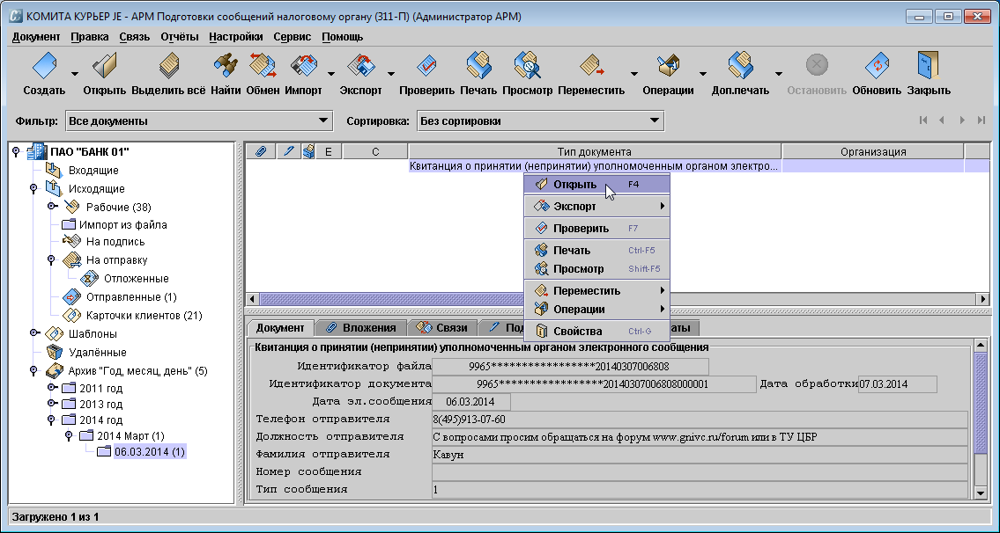 КОМИТА КУРЬЕР JE - АРМ Подготовки сообщений налоговому органу (311-П) (Администратор АРМ)
Документ Правка Связь Отчёты Настройки Сервис Помощь
Создать Открыть Выделить всё Найти Обмен Импорт Экспорт Проверить Печать Просмотр Переместить Операции Доп.печать Остановить Обновить Закрыть
Фильтр: Все документы Сортировка: Без сортировки
ПАО "БАНК 01"
Входящие
Исходящие
Рабочие (38)
Импорт из файла
На подпись
На отправку
Отложенные
Отправленные (1)
Карточки клиентов (21)
Шаблоны
Удалённые
Архив "Год, месяц, день" (5)
2011 год
2013 год
2014 год
2014 Март (1)
06.03.2014 (1)
Е С Тип документа Организация
Квитанция о принятии (непринятии) уполномоченным органом электро...
Открыть F4
Экспорт
Проверить F7
Печать Ctrl-F5
Просмотр Shift-F5
Переместить
Операции
Свойства Ctrl-G
Документ Вложения Связи Под аты
Квитанция о принятии (непринятии) уполномоченным органом электронного сообщения
Идентификатор файла 9965*******************20140307006808
Идентификатор документа 9965*******************20140307006808000001 Дата обработки 07.03.2014
Дата эл.сообщения 06.03.2014
Телефон отправителя 8(495)913-07-60
Должность отправителя С вопросами просим обращаться на форум www.gnivc.ru/forum или в ТУ ЦБР
Фамилия отправителя Кавун
Номер сообщения
Тип сообщения 1
Загружено 1 из 1